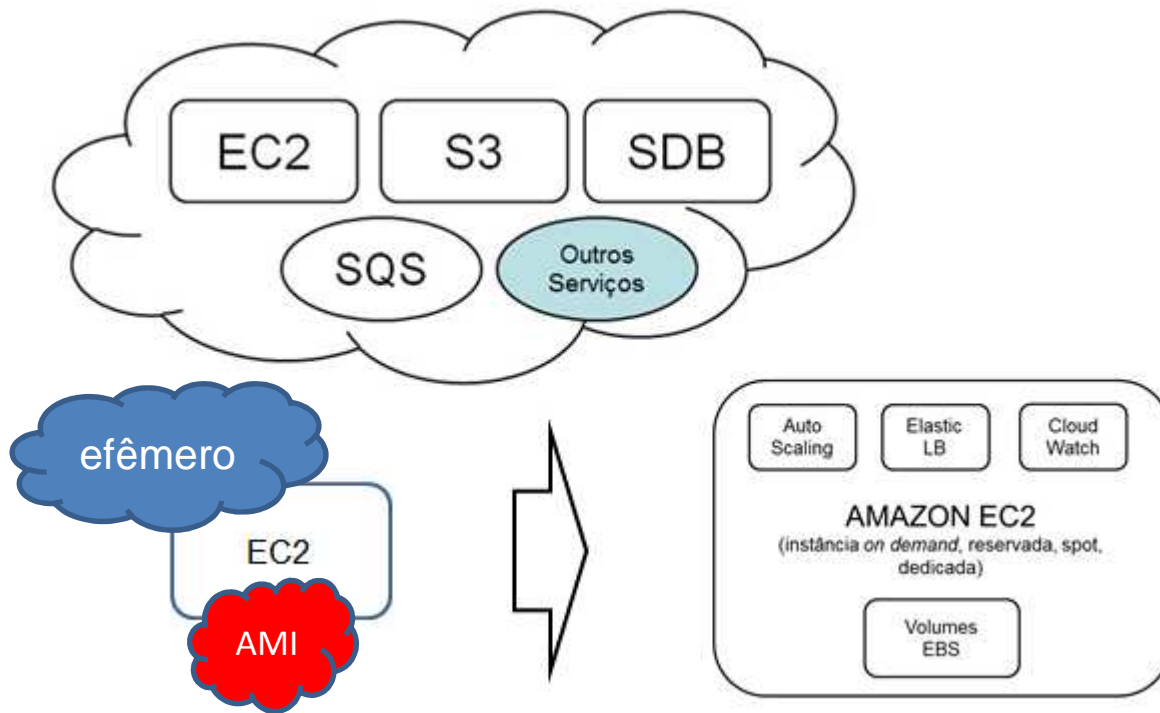 EC2
S3
SDB
SQS
Outros
Serviços
efêmero
EC2
AMI
Auto
Scaling
Elastic
LB
Cloud
Watch
AMAZON EC2
(instância on demand, reservada, spot,
dedicada)
Volumes
EBS